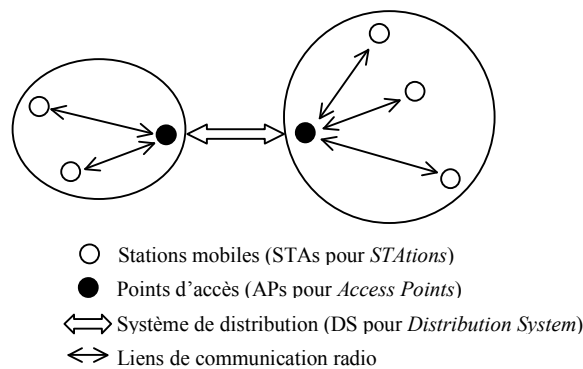 Stations mobiles (STAs pour STAtions)
Points d'accès (APs pour Access Points)
Système de distribution (DS pour Distribution System)
Liens de communication radio